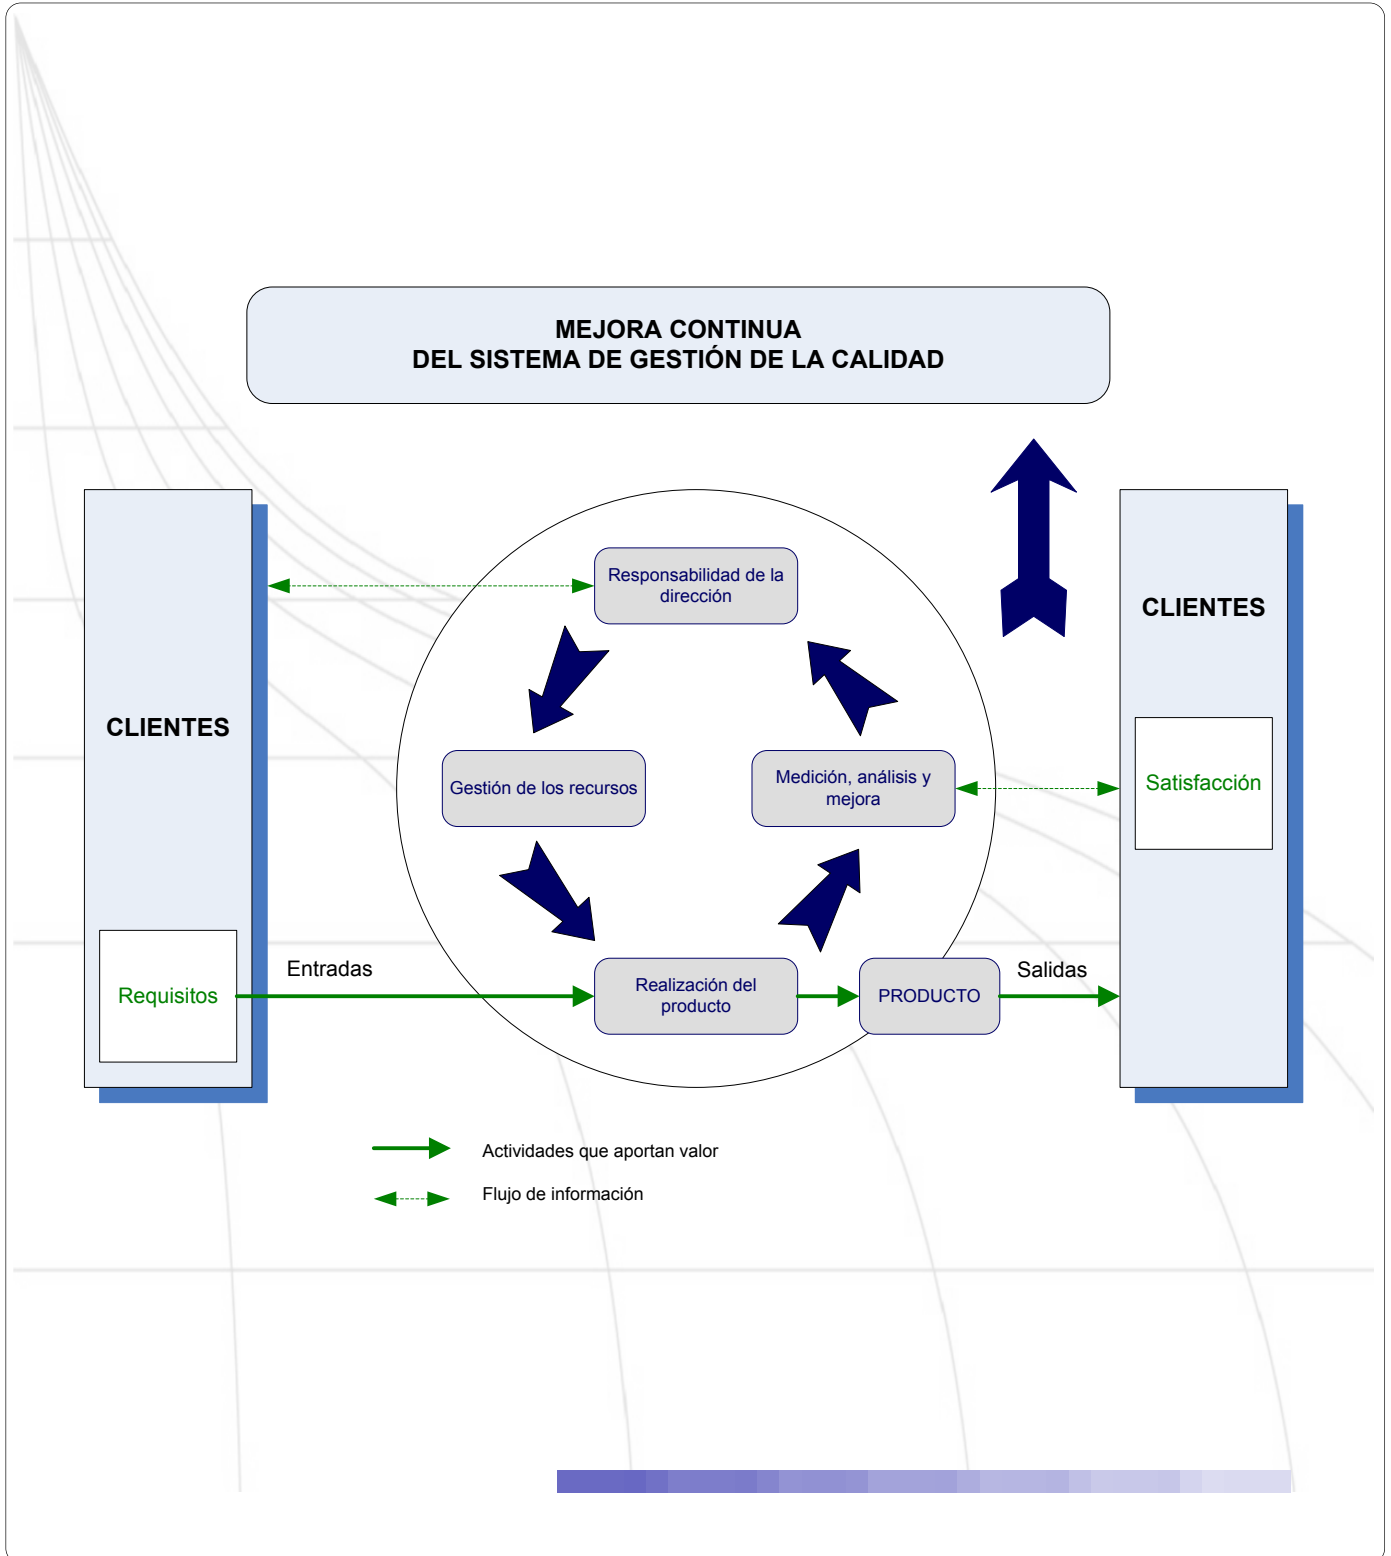 MEJORA CONTINUA
DEL SISTEMA DE GESTIÓN DE LA CALIDAD
Responsabilidad de la
dirección
CLIENTES
CLIENTES
Gestión de los recursos
Medición, análisis y
mejora
Satisfacción
Entradas
Salidas
Requisitos
Realización del
producto
PRODUCTO
Actividades que aportan valor
Flujo de información